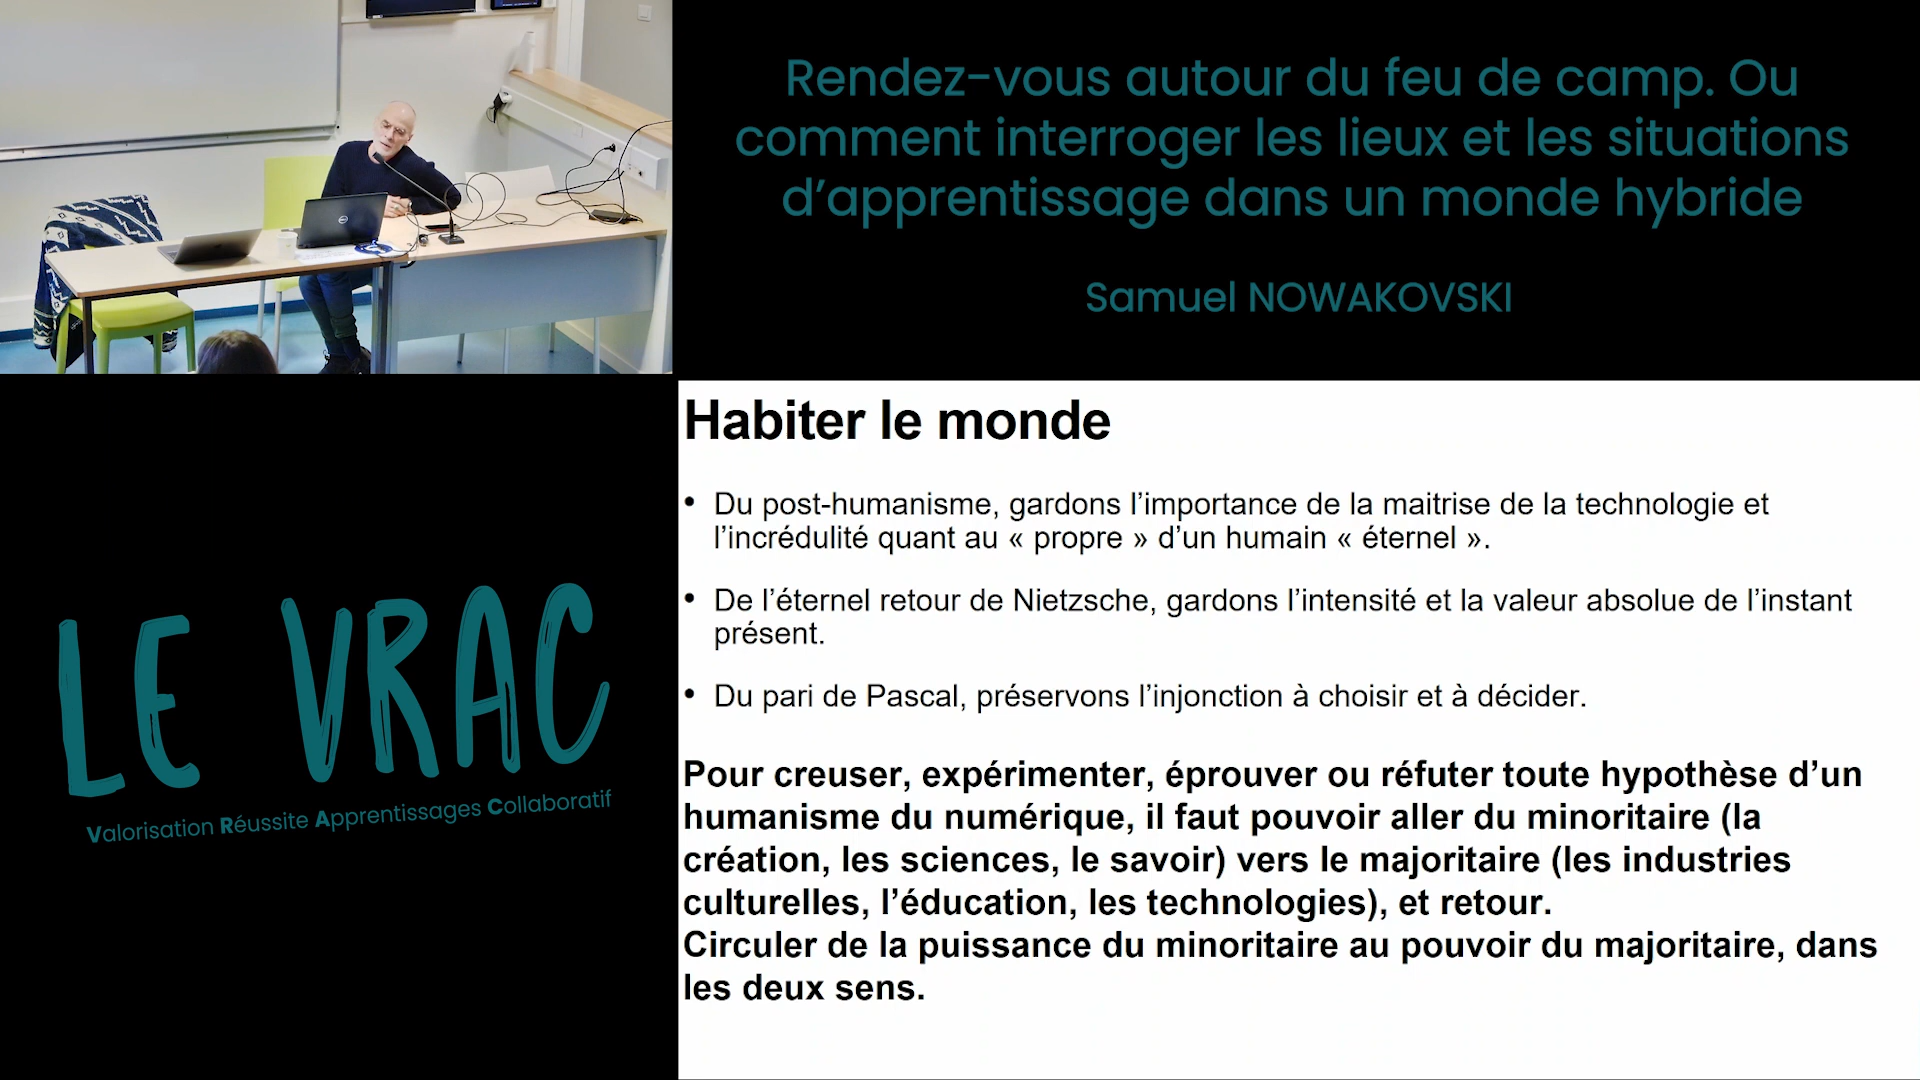 Rendez-vous autour du feu de camp. Ou
comment interroger les lieux et les situations
d’apprentissage dans un monde hybride
Samuel NOWAKOVSKI
Habiter le monde
• Du post-humanisme, gardons l’importance de la maitrise de la technologie et
l’incrédulité quant au « propre » d’un humain « éternel ».
• De l’éternel retour de Nietzsche, gardons l’intensité et la valeur absolue de l’instant
présent.
• Du pari de Pascal, préservons l’injonction à choisir et à décider.
Pour creuser, expérimenter, éprouver ou réfuter toute hypothèse d’un
humanisme du numérique, il faut pouvoir aller du minoritaire (la
création, les sciences, le savoir) vers le majoritaire (les industries
culturelles, l’éducation, les technologies), et retour.
Circuler de la puissance du minoritaire au pouvoir du majoritaire, dans
les deux sens.
LE VRAC
Valorisation Réussite Apprentissages Collaboratif